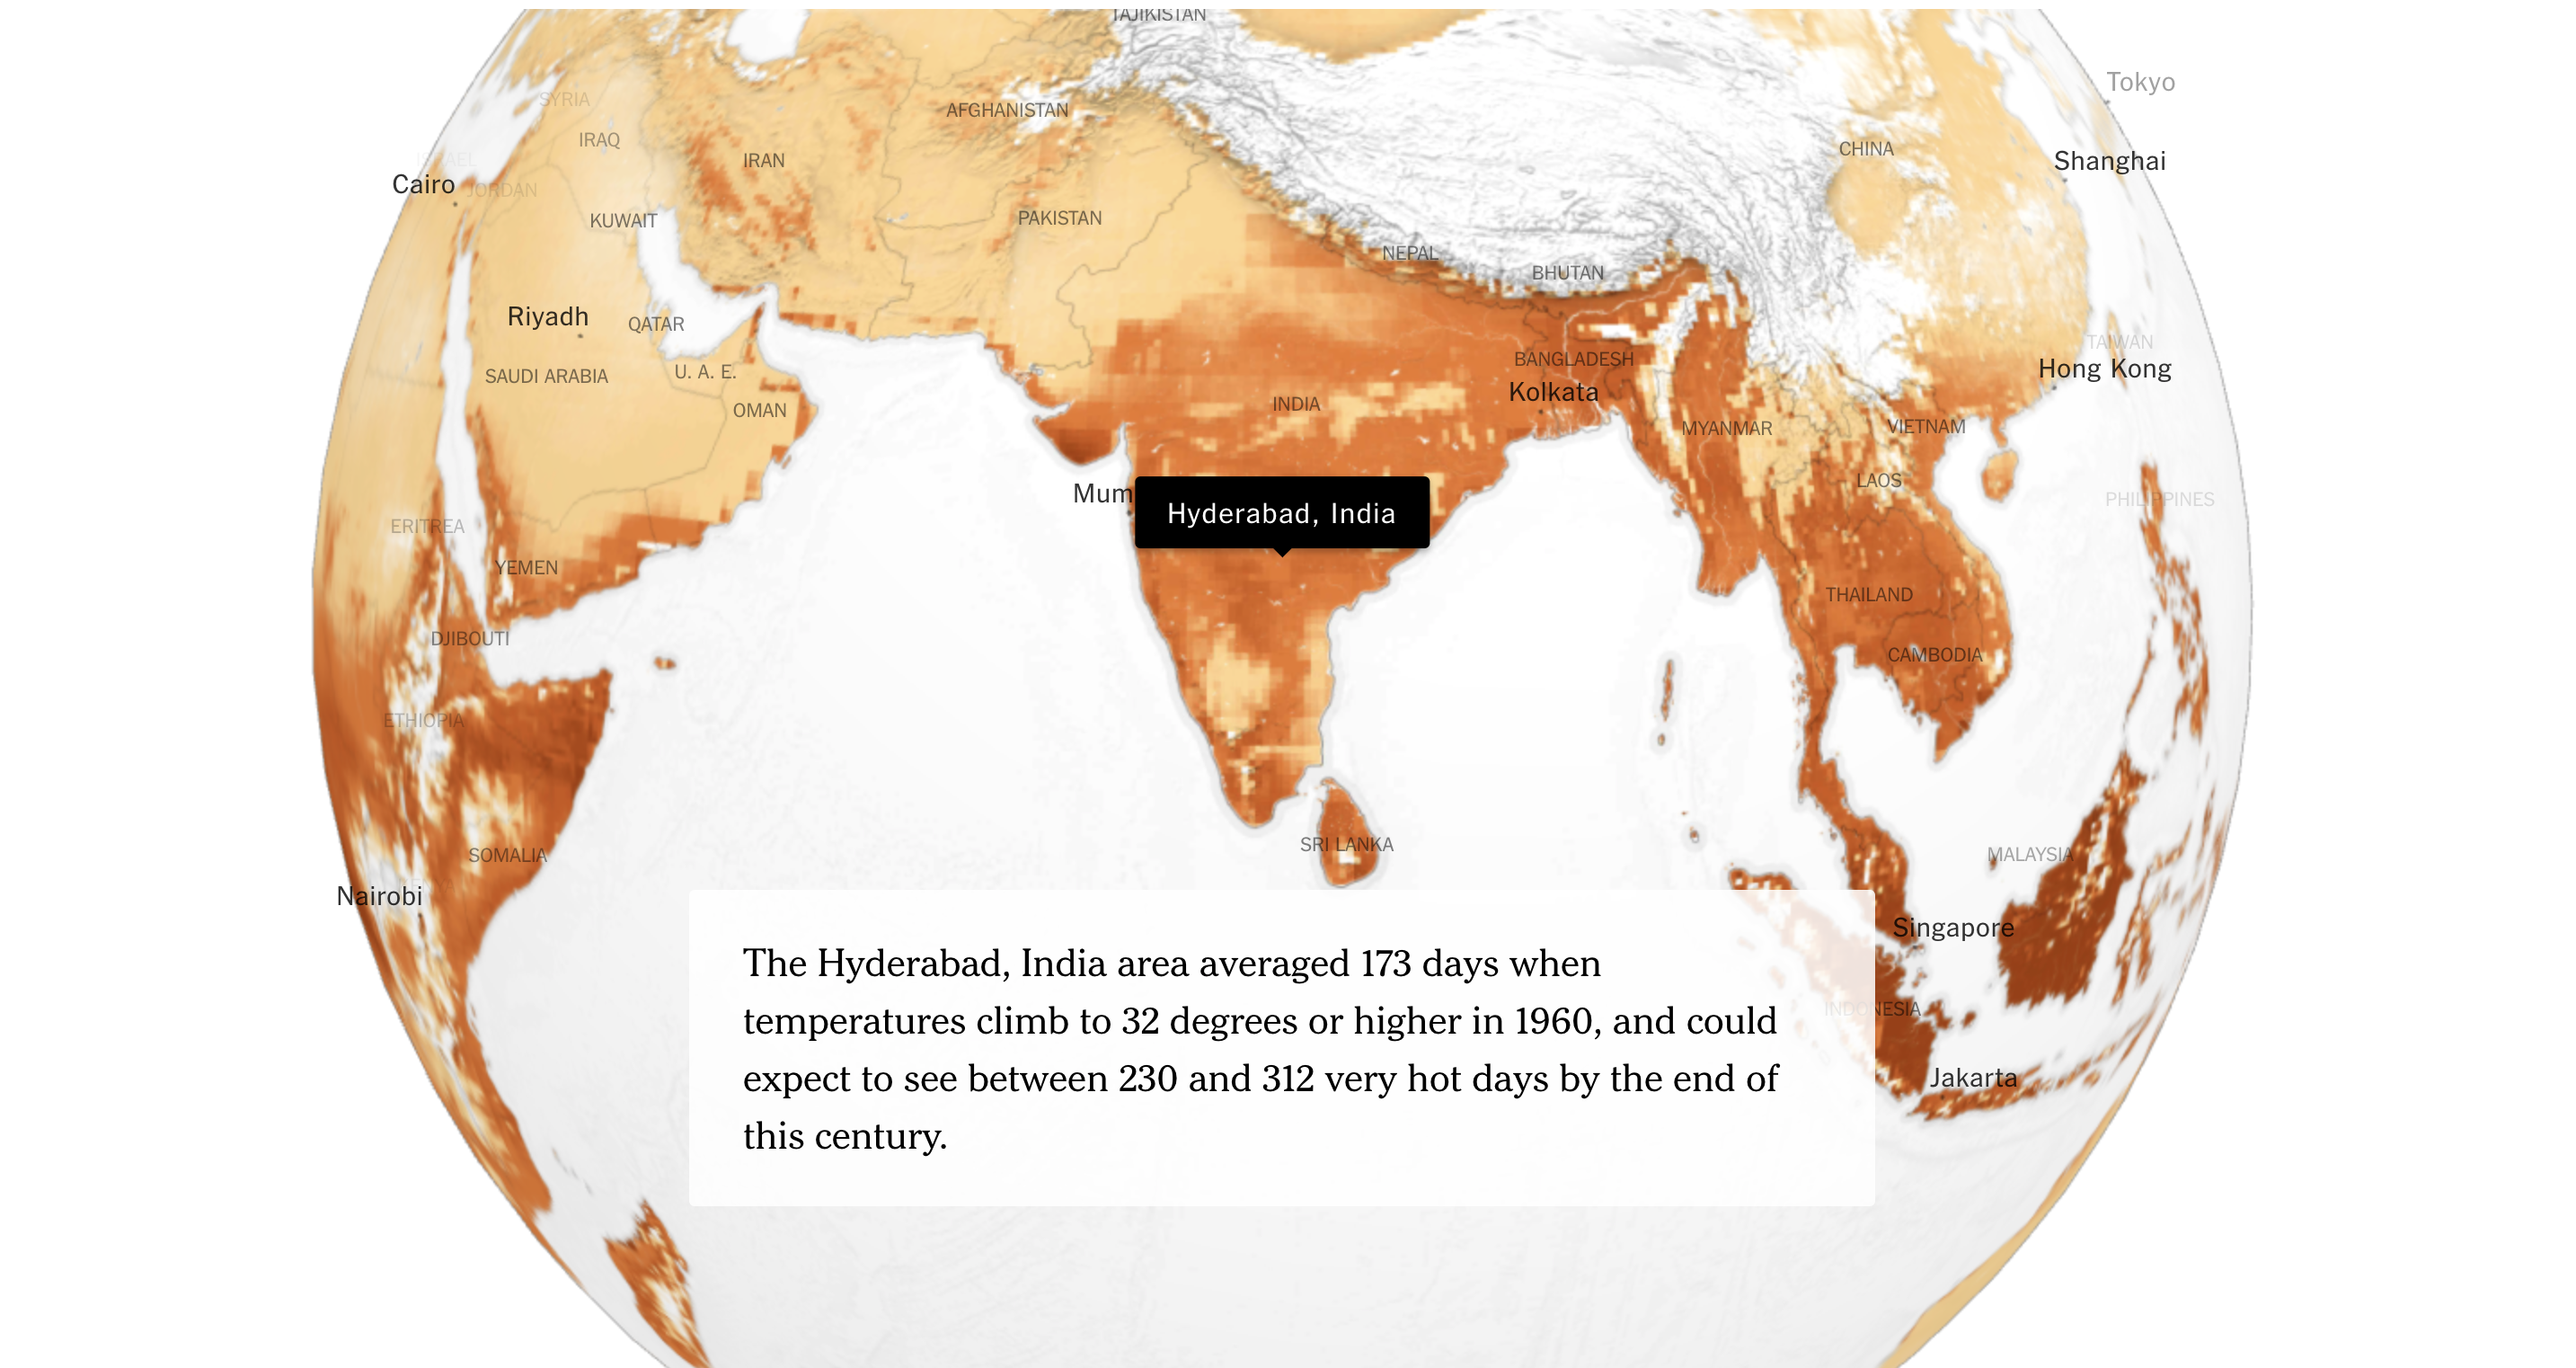 TAJIKISTAN
Tokyo
SYRIA
AFGHANISTAN
IRAQ
CHINA
ISRAEL
IRAN
Shanghai
Cairo
JORDAN
KUWAIT
PAKISTAN
NEPAL
BHUTAN
Riyadh
QATAR
TAIWAN
BANGLADESH
Hong Kong
SAUDI ARABIA
U. A. E.
Kolkata
OMAN
INDIA
MYANMAR
VIETNAM
LAOS
Mum
PHILIPPINES
Hyderabad, India
ERITREA
YEMEN
THAILAND
DJIBOUTI
CAMBODIA
ETHIOPIA
SRI LANKA
SOMALIA
MALAYSIA
Nairobi
Singapore
The Hyderabad, India area averaged 173 days when
temperatures climb to 32 degrees or higher in 1960, and could
expect to see between 230 and 312 very hot days by the end of
this century.
INDONESIA
Jakarta